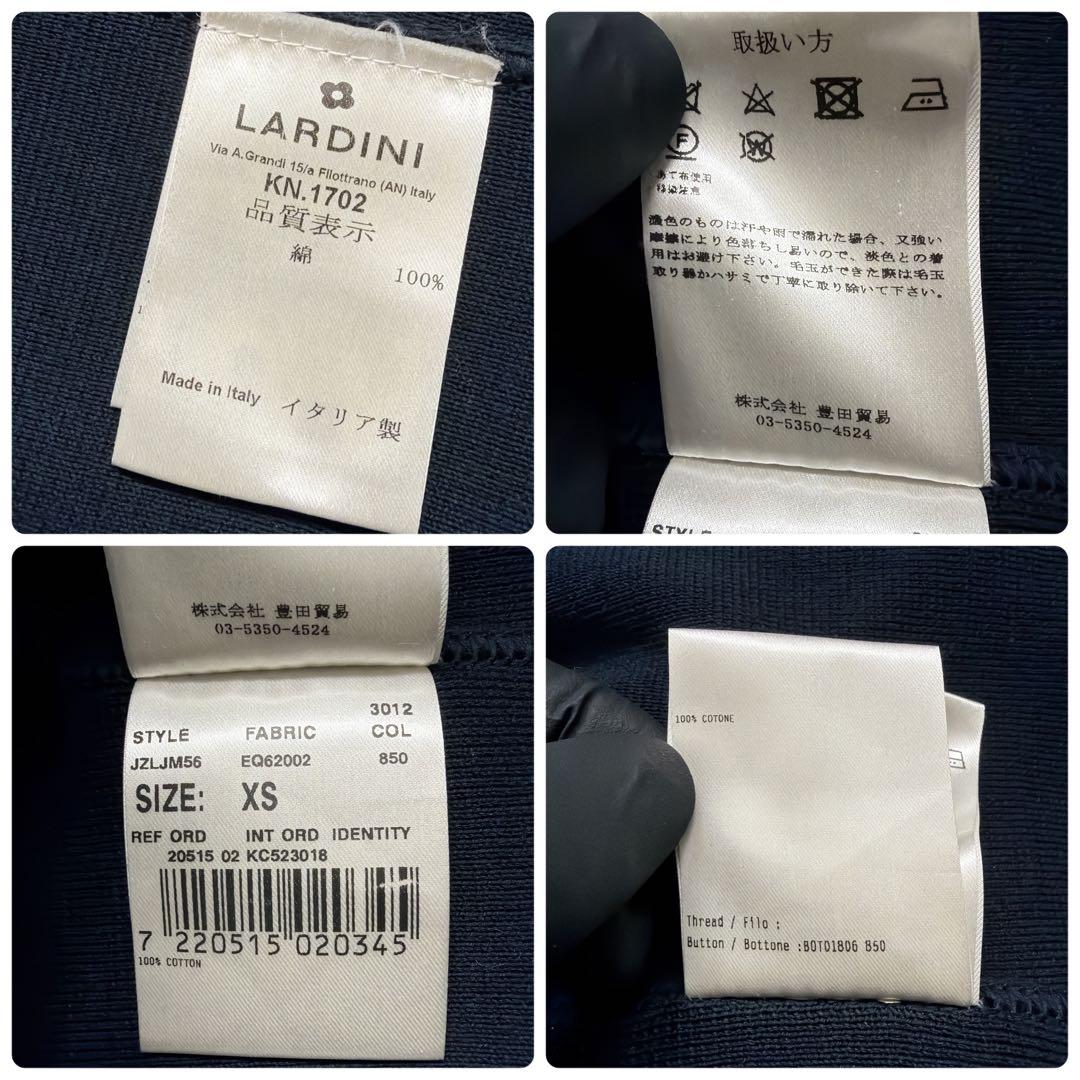 LARDINI
Via A.Grandi 15/a Filottrano (AN) Italy
KN.1702
品質表示
綿 100%
Made in Italy イタリア製
取扱い方
F
W
あて布使用
移染注意
濃色のものは汗や雨で濡れた場合、又強い
摩擦により色落ちし易いので、淡色との着
用はお避け下さい。毛玉ができた際は毛玉
取り器かハサミで丁寧に取り除いて下さい。
株式会社 豊田貿易
03-5350-4524
STYLE
株式会社 豊田貿易
03-5350-4524
3012
STYLE FABRIC COL
JZLJM56 EQ62002 850
SIZE: XS
REF ORD INT ORD IDENTITY
20515 02 KC523018
7 220515 020345
100% COTTON
100% COTONE
Thread / Filo :
Button / Bottone :BOT01806 850